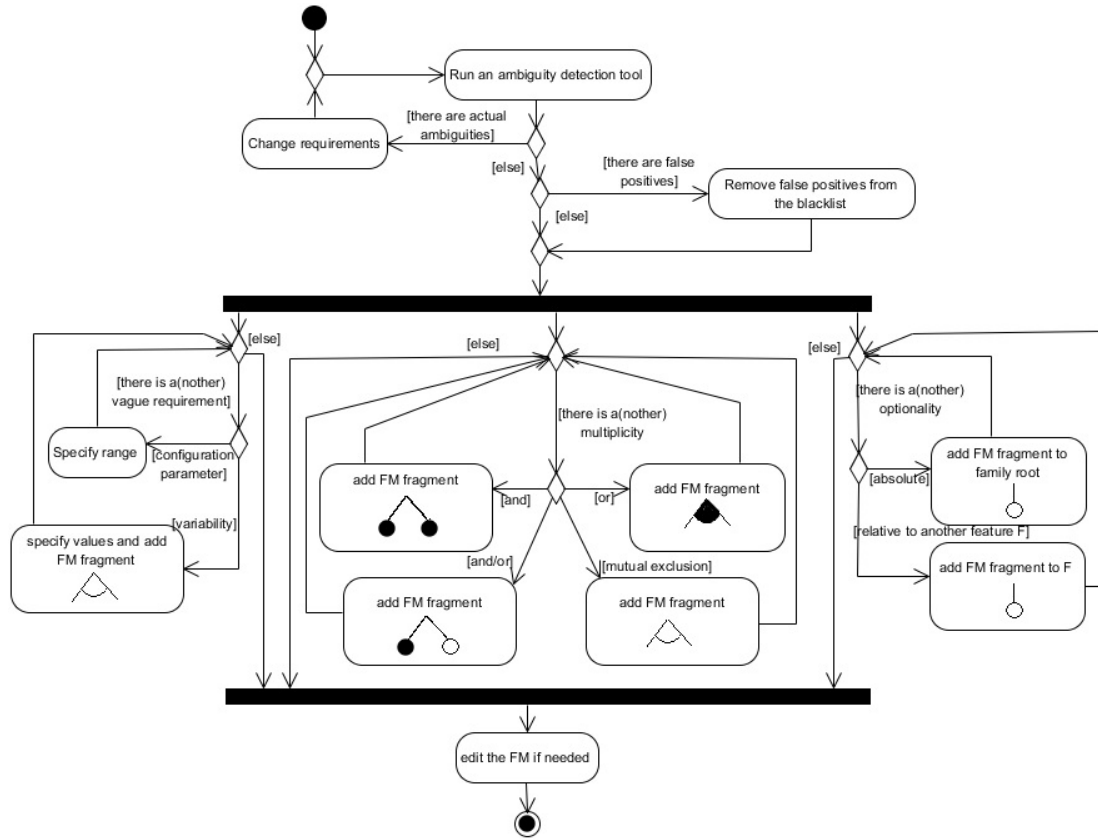 Run an ambiguity detection tool
[there are actual
ambiguities]
Change requirements
[else]
[there are false
positives]
Remove false positives from
the blacklist
[else]
[else]
[there is a(nother)
vague requirement]
Specify range
[configuration
parameter]
[variability]
specify values and add
FM fragment
[else]
[there is a(nother)
multiplicity
add FM fragment
[and]
[or]
add FM fragment
[and/or]
[mutual exclusion]
add FM fragment
add FM fragment
[else]
[there is a(nother)
optionality
[absolute]
add FM fragment to
family root
[relative to another feature F]
add FM fragment to F
edit the FM if needed